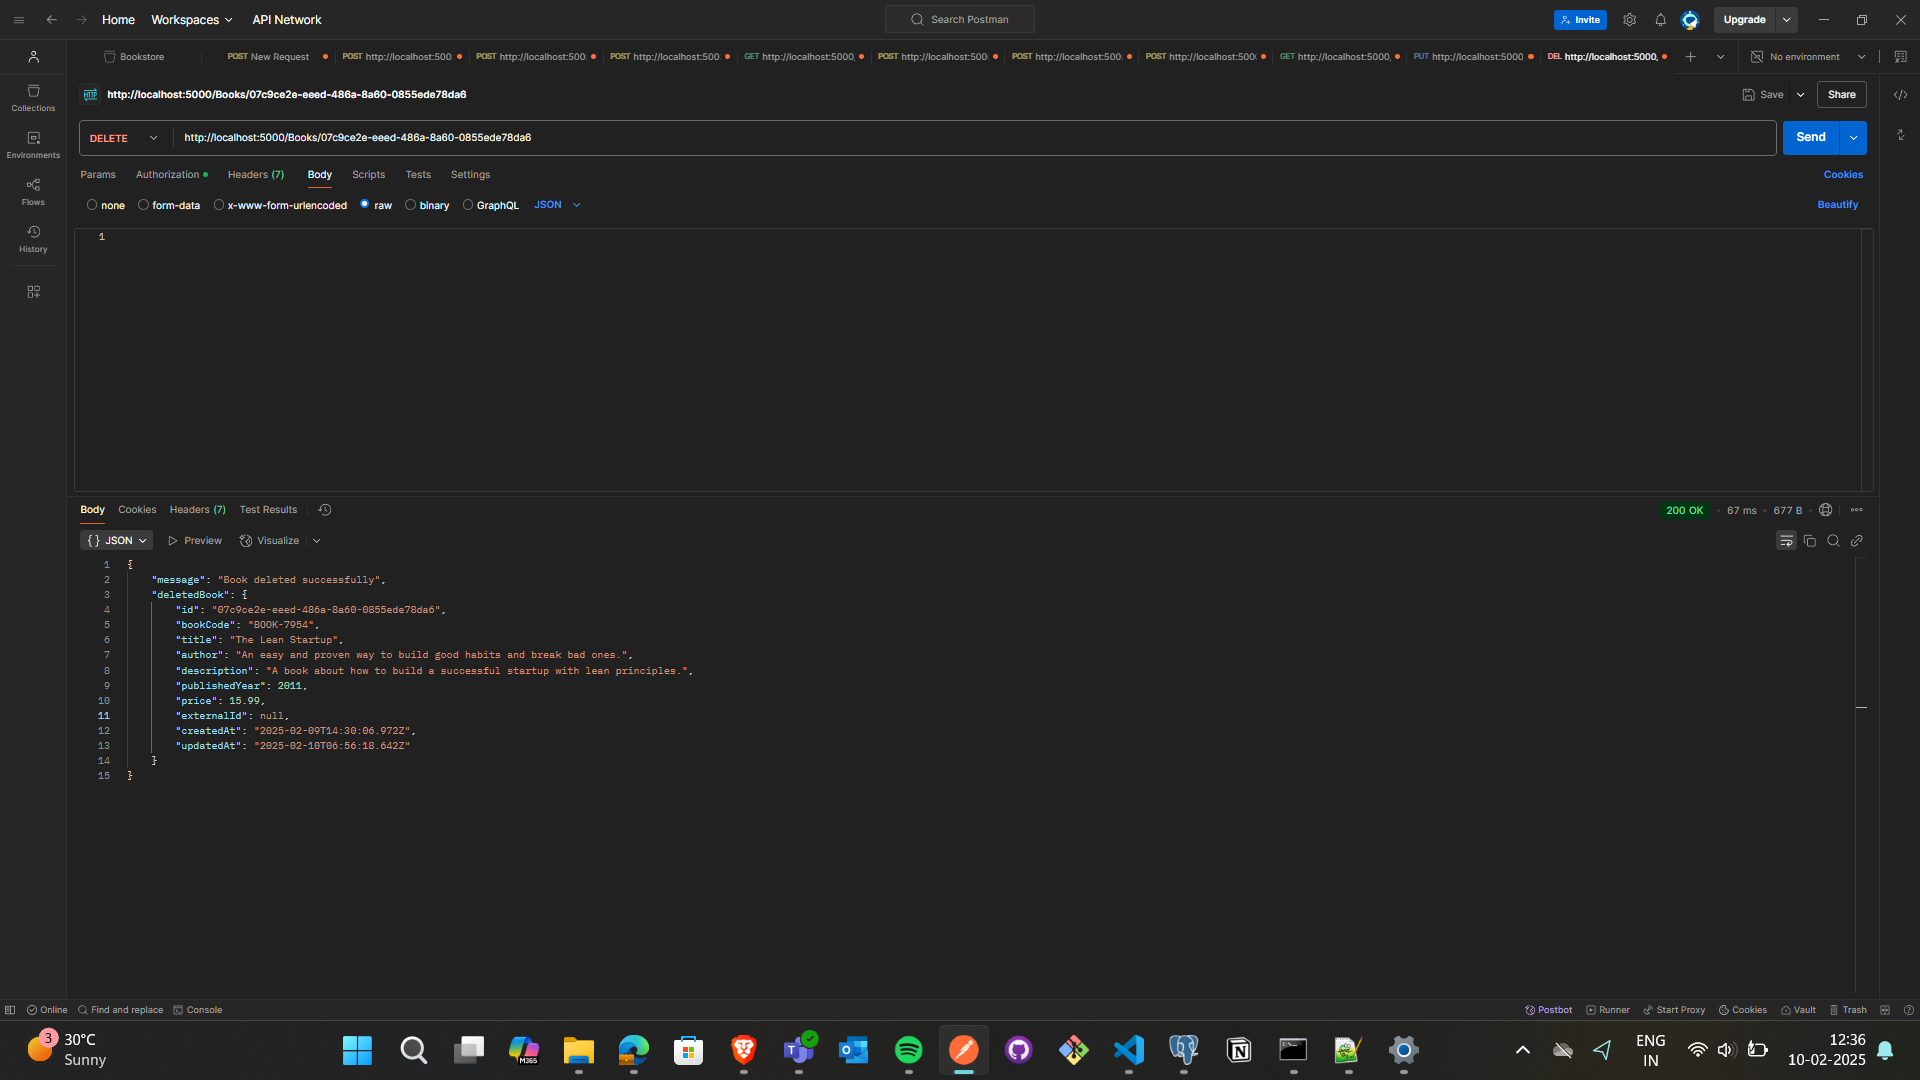 Home Workspaces API Network Search Postman Invite Upgrade
Bookstore POST New Request POST http://localhost:500 POST http://localhost:500 POST http://localhost:500 GET http://localhost:5000, POST http://localhost:500 POST http://localhost:500 POST http://localhost:500 GET http://localhost:5000, PUT http://localhost:5000 DEL http://localhost:5000, No environment
HTTP http://localhost:5000/Books/07c9ce2e-eeed-486a-8a60-0855ede78da6 Save Share
Collections
Environments
Flows
History
DELETE http://localhost:5000/Books/07c9ce2e-eeed-486a-8a60-0855ede78da6 Send
Params Authorization Headers (7) Body Scripts Tests Settings Cookies
none form-data x-www-form-urlencoded raw binary GraphQL JSON Beautify
1
Body Cookies Headers (7) Test Results 200 OK 67 ms 677 B
{} JSON Preview Visualize
1 {
2 "message": "Book deleted successfully",
3 "deletedBook": {
4 "id": "07c9ce2e-eeed-486a-8a60-0855ede78da6",
5 "bookCode": "BOOK-7954",
6 "title": "The Lean Startup",
7 "author": "An easy and proven way to build good habits and break bad ones.",
8 "description": "A book about how to build a successful startup with lean principles.",
9 "publishedYear": 2011,
10 "price": 15.99,
11 "externalId": null,
12 "createdAt": "2025-02-09T14:30:06.972Z",
13 "updatedAt": "2025-02-10T06:56:18.642Z"
14 }
15 }
Online Find and replace Console Postbot Runner Start Proxy Cookies Vault Trash
3 30°C
Sunny
M365
ENG
IN
12:36
10-02-2025